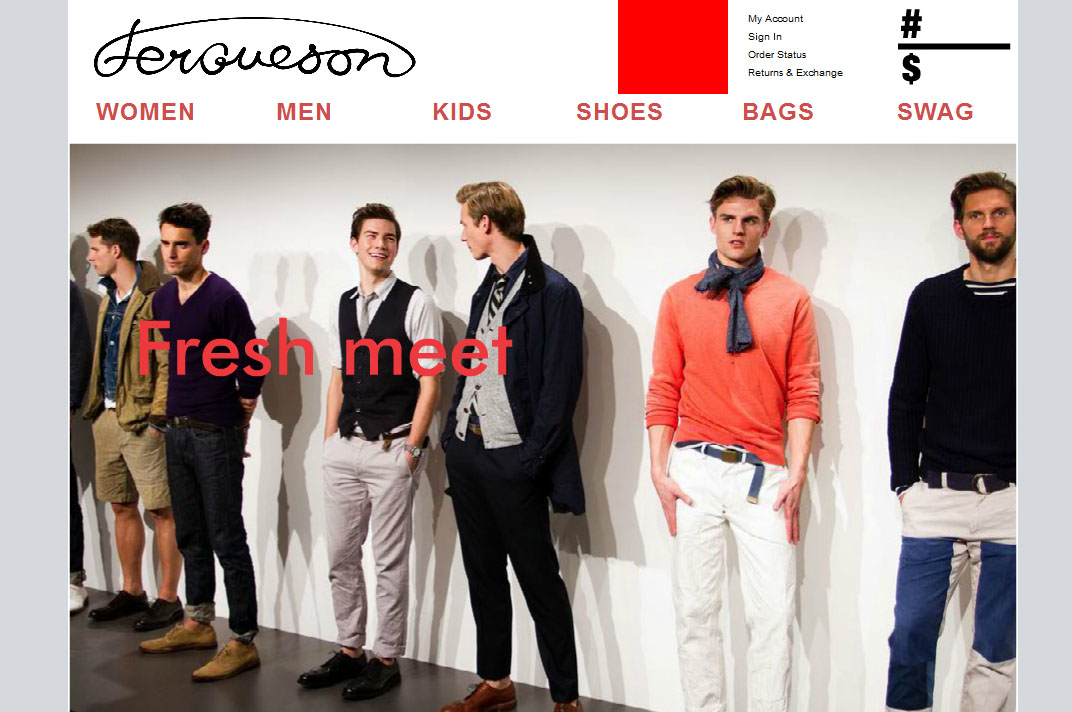 Fergueson
My Account
Sign In
Order Status
Returns & Exchange
#
$
WOMEN MEN KIDS SHOES BAGS SWAG
Fresh meet